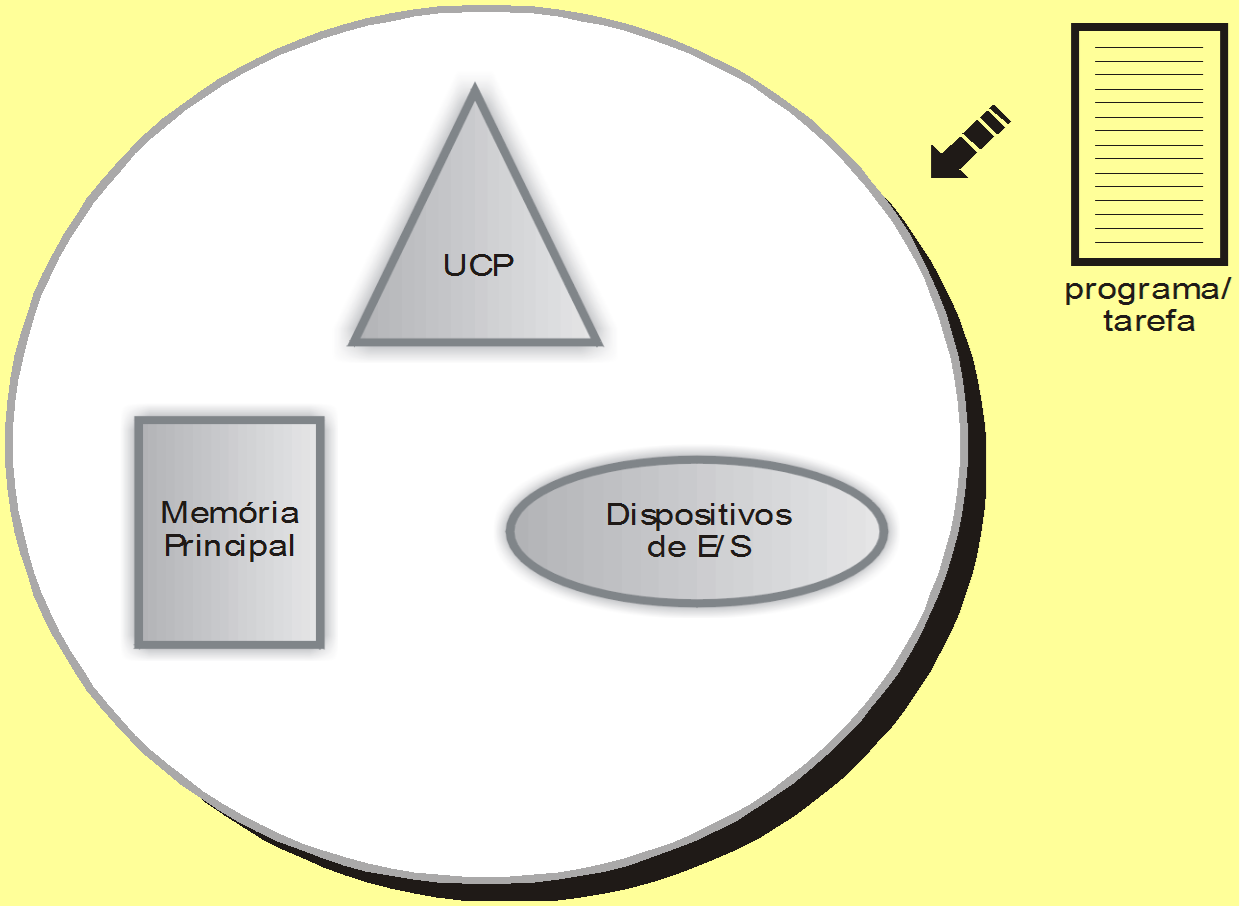 UCP
programa/
tarefa
Memória
Principal
Dispositivos
de E/S